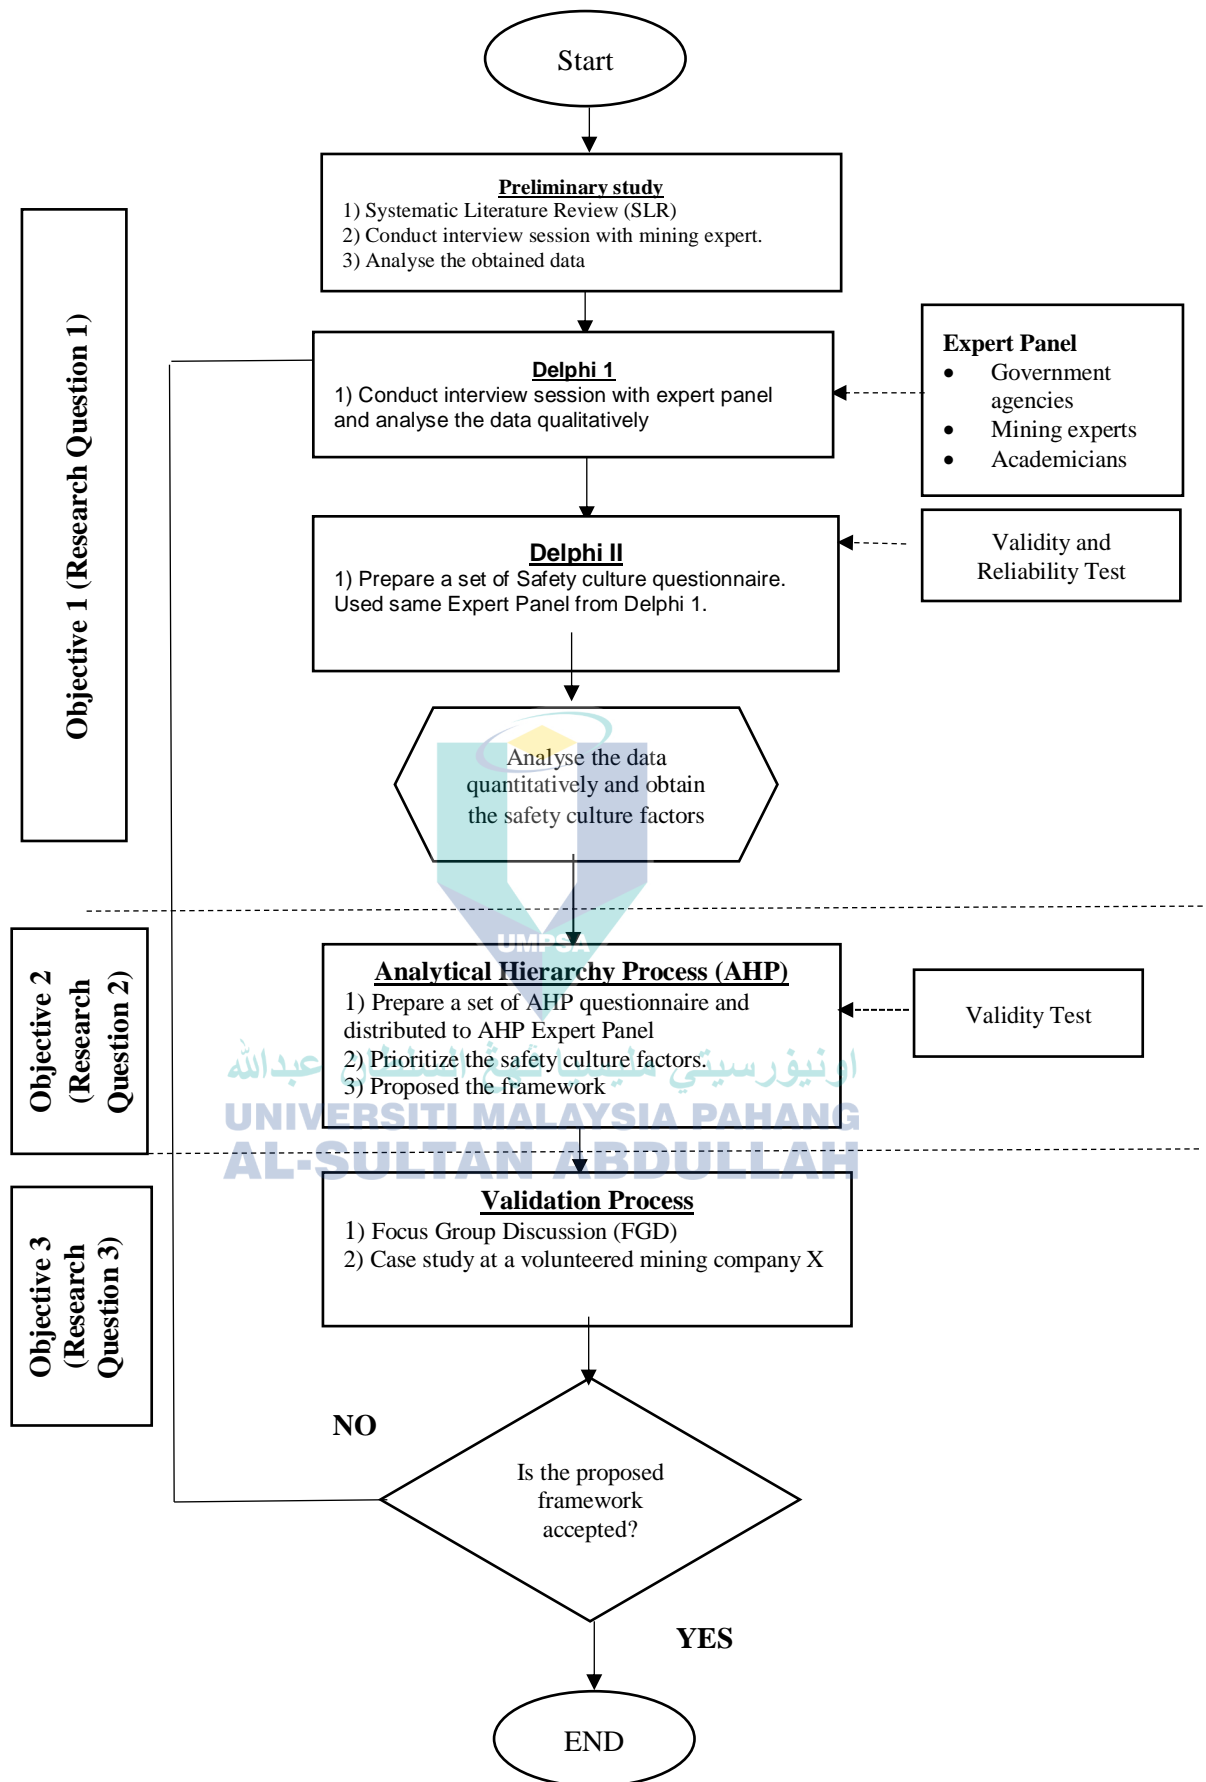 Start
Preliminary study
1) Systematic Literature Review (SLR)
2) Conduct interview session with mining expert.
3) Analyse the obtained data
Objective 1 (Research Question 1)
Delphi 1
1) Conduct interview session with expert panel
and analyse the data qualitatively
Expert Panel
• Government
agencies
• Mining experts
• Academicians
Delphi II
1) Prepare a set of Safety culture questionnaire.
Used same Expert Panel from Delphi 1.
Validity and
Reliability Test
Analyse the data
quantitatively and obtain
the safety culture factors
UMPSA
Objective 2
(Research
Question 2)
Analytical Hierarchy Process (AHP)
1) Prepare a set of AHP questionnaire and
distributed to AHP Expert Panel
2) Prioritize the safety culture factors.
3) Proposed the framework
Validity Test
اونيۏرسيتي مليسيا ڤهڠ السلطان عبدالله
UNIVERSITI MALAYSIA PAHANG
AL-SULTAN ABDULLAH
Objective 3
(Research
Question 3)
Validation Process
1) Focus Group Discussion (FGD)
2) Case study at a volunteered mining company X
NO
Is the proposed
framework
accepted?
YES
END